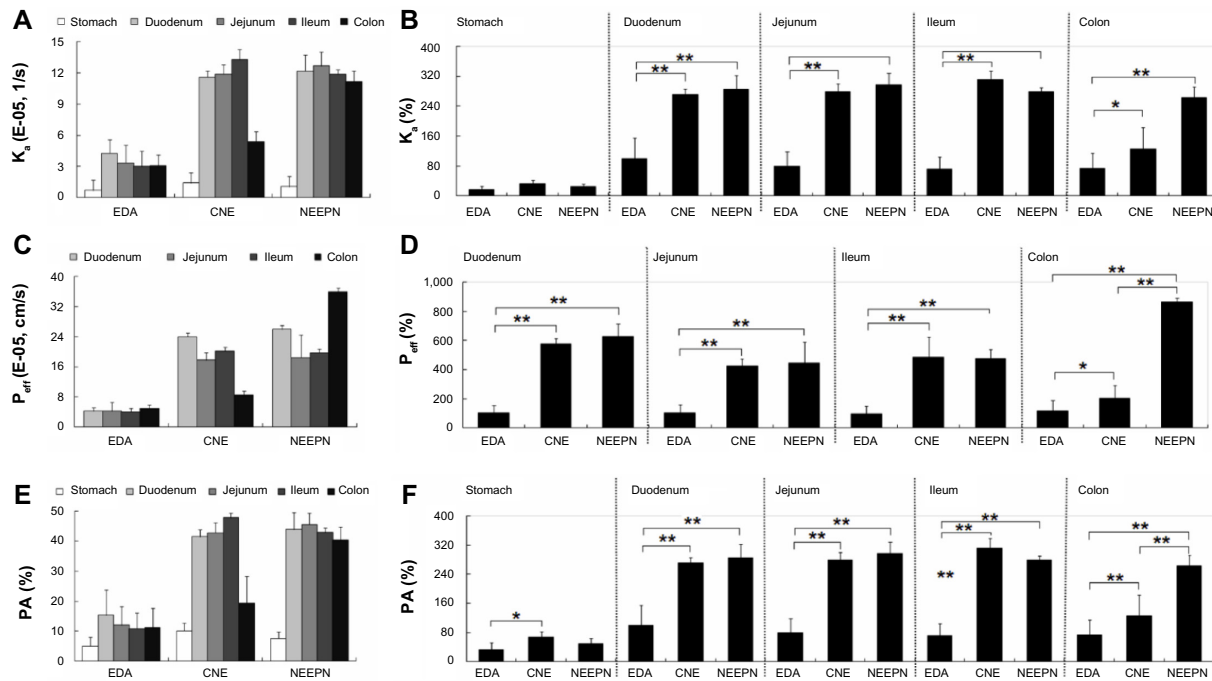 A
Stomach Duodenum Jejunum Ileum Colon
Ka (E-05, 1/s)
15
12
9
6
3
0
EDA CNE NEEPN
B
Stomach Duodenum Jejunum Ileum Colon
Ka (%)
400
320
240
160
80
0
** ** ** ** * **
EDA CNE NEEPN EDA CNE NEEPN EDA CNE NEEPN EDA CNE NEEPN EDA CNE NEEPN
C
Duodenum Jejunum Ileum Colon
Peff (E-05, cm/s)
40
32
24
16
8
0
EDA CNE NEEPN
D
Duodenum Jejunum Ileum Colon
Peff (%)
1,000
800
600
400
200
0
** ** ** ** ** ** * ** **
EDA CNE NEEPN EDA CNE NEEPN EDA CNE NEEPN EDA CNE NEEPN
E
Stomach Duodenum Jejunum Ileum Colon
PA (%)
50
40
30
20
10
0
EDA CNE NEEPN
F
Stomach Duodenum Jejunum Ileum Colon
PA (%)
400
320
240
160
80
0
* ** ** ** ** ** ** ** ** ** **
EDA CNE NEEPN EDA CNE NEEPN EDA CNE NEEPN EDA CNE NEEPN EDA CNE NEEPN